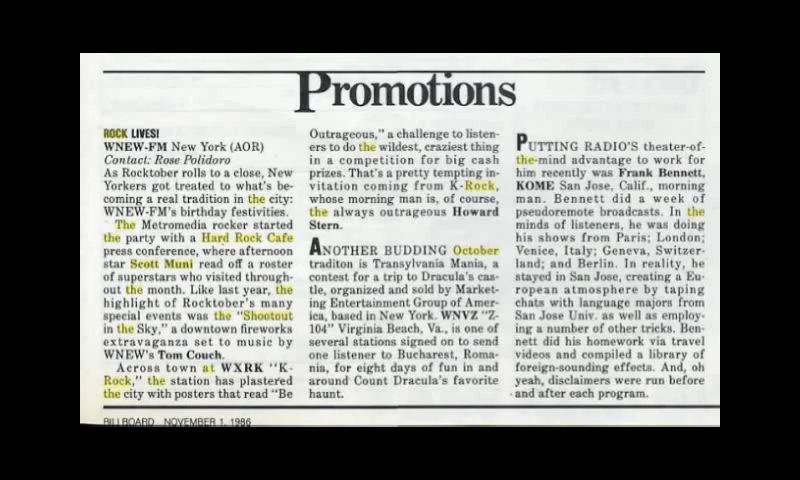 Promotions
ROCK LIVES!
WNEW-FM New York (AOR)
Contact: Rose Polidoro
As Rocktober rolls to a close, New
Yorkers got treated to what's be-
coming a real tradition in the city:
WNEW-FM's birthday festivities.
The Metromedia rocker started
the party with a Hard Rock Cafe
press conference, where afternoon
star Scott Muni read off a roster
of superstars who visited through-
out the month. Like last year, the
highlight of Rocktober's many
special events was the "Shootout
in the Sky," a downtown fireworks
extravaganza set to music by
WNEW's Tom Couch.
Across town at WXRK "K-
Rock," the station has plastered
the city with posters that read "Be
Outrageous," a challenge to listen-
ers to do the wildest, craziest thing
in a competition for big cash
prizes. That's a pretty tempting in-
vitation coming from K-Rock,
whose morning man is, of course,
the always outrageous Howard
Stern.
ANOTHER BUDDING October
traditon is Transylvania Mania, a
contest for a trip to Dracula's cas-
tle, organized and sold by Market-
ing Entertainment Group of Amer-
ica, based in New York. WNVZ "Z-
104" Virginia Beach, Va., is one of
several stations signed on to send
one listener to Bucharest, Roma-
nia, for eight days of fun in and
around Count Dracula's favorite
haunt.
PUTTING RADIO'S theater-of-
the-mind advantage to work for
him recently was Frank Bennett,
KOME San Jose, Calif., morning
man. Bennett did a week of
pseudoremote broadcasts. In the
minds of listeners, he was doing
his shows from Paris; London;
Venice, Italy; Geneva, Switzer-
land; and Berlin. In reality, he
stayed in San Jose, creating a Eu-
ropean atmosphere by taping
chats with language majors from
San Jose Univ. as well as employ-
ing a number of other tricks. Ben-
nett did his homework via travel
videos and compiled a library of
foreign-sounding effects. And, oh
yeah, disclaimers were run before
and after each program.
BILLBOARD NOVEMBER 1, 1986